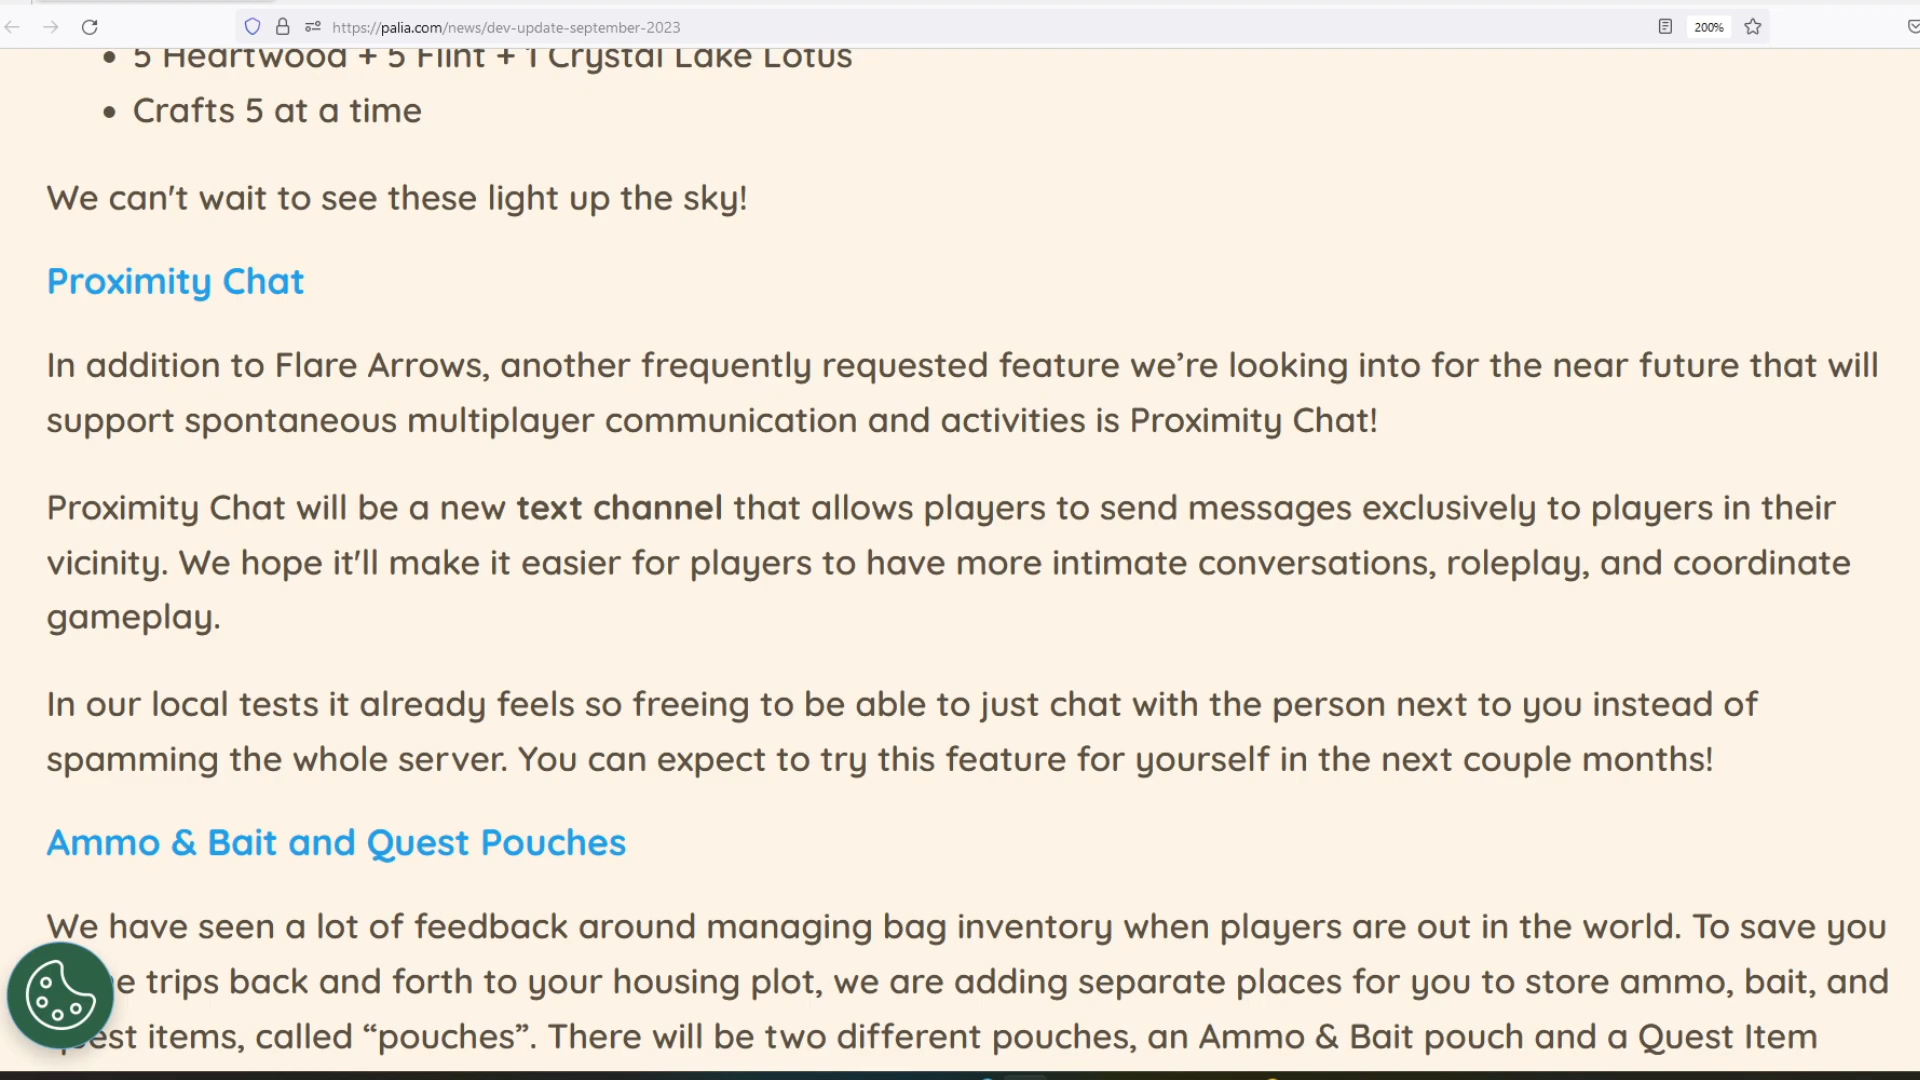 https://palia.com/news/dev-update-september-2023
200%
5 Heartwood + 5 Flint + 1 Crystal Lake Lotus
Crafts 5 at a time
We can't wait to see these light up the sky!
Proximity Chat
In addition to Flare Arrows, another frequently requested feature we’re looking into for the near future that will
support spontaneous multiplayer communication and activities is Proximity Chat!
Proximity Chat will be a new text channel that allows players to send messages exclusively to players in their
vicinity. We hope it'll make it easier for players to have more intimate conversations, roleplay, and coordinate
gameplay.
In our local tests it already feels so freeing to be able to just chat with the person next to you instead of
spamming the whole server. You can expect to try this feature for yourself in the next couple months!
Ammo & Bait and Quest Pouches
We have seen a lot of feedback around managing bag inventory when players are out in the world. To save you
trips back and forth to your housing plot, we are adding separate places for you to store ammo, bait, and
items, called “pouches”. There will be two different pouches, an Ammo & Bait pouch and a Quest Item